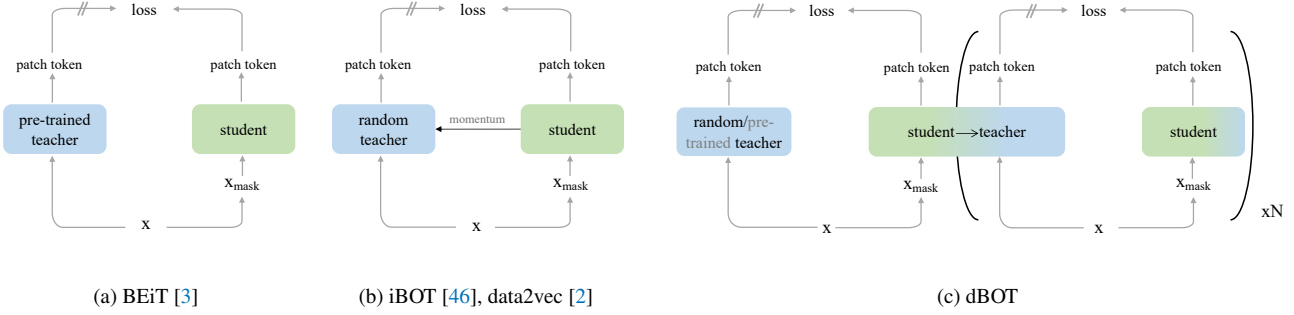 loss
patch token
patch token
pre-trained
teacher
student
x_mask
x
(a) BEiT [3]
loss
patch token
patch token
random
teacher
momentum
student
x_mask
x
(b) iBOT [46], data2vec [2]
loss
loss
patch token
patch token
patch token
patch token
random/pre-
trained teacher
student→teacher
student
x_mask
x_mask
x
x
xN
(c) dBOT